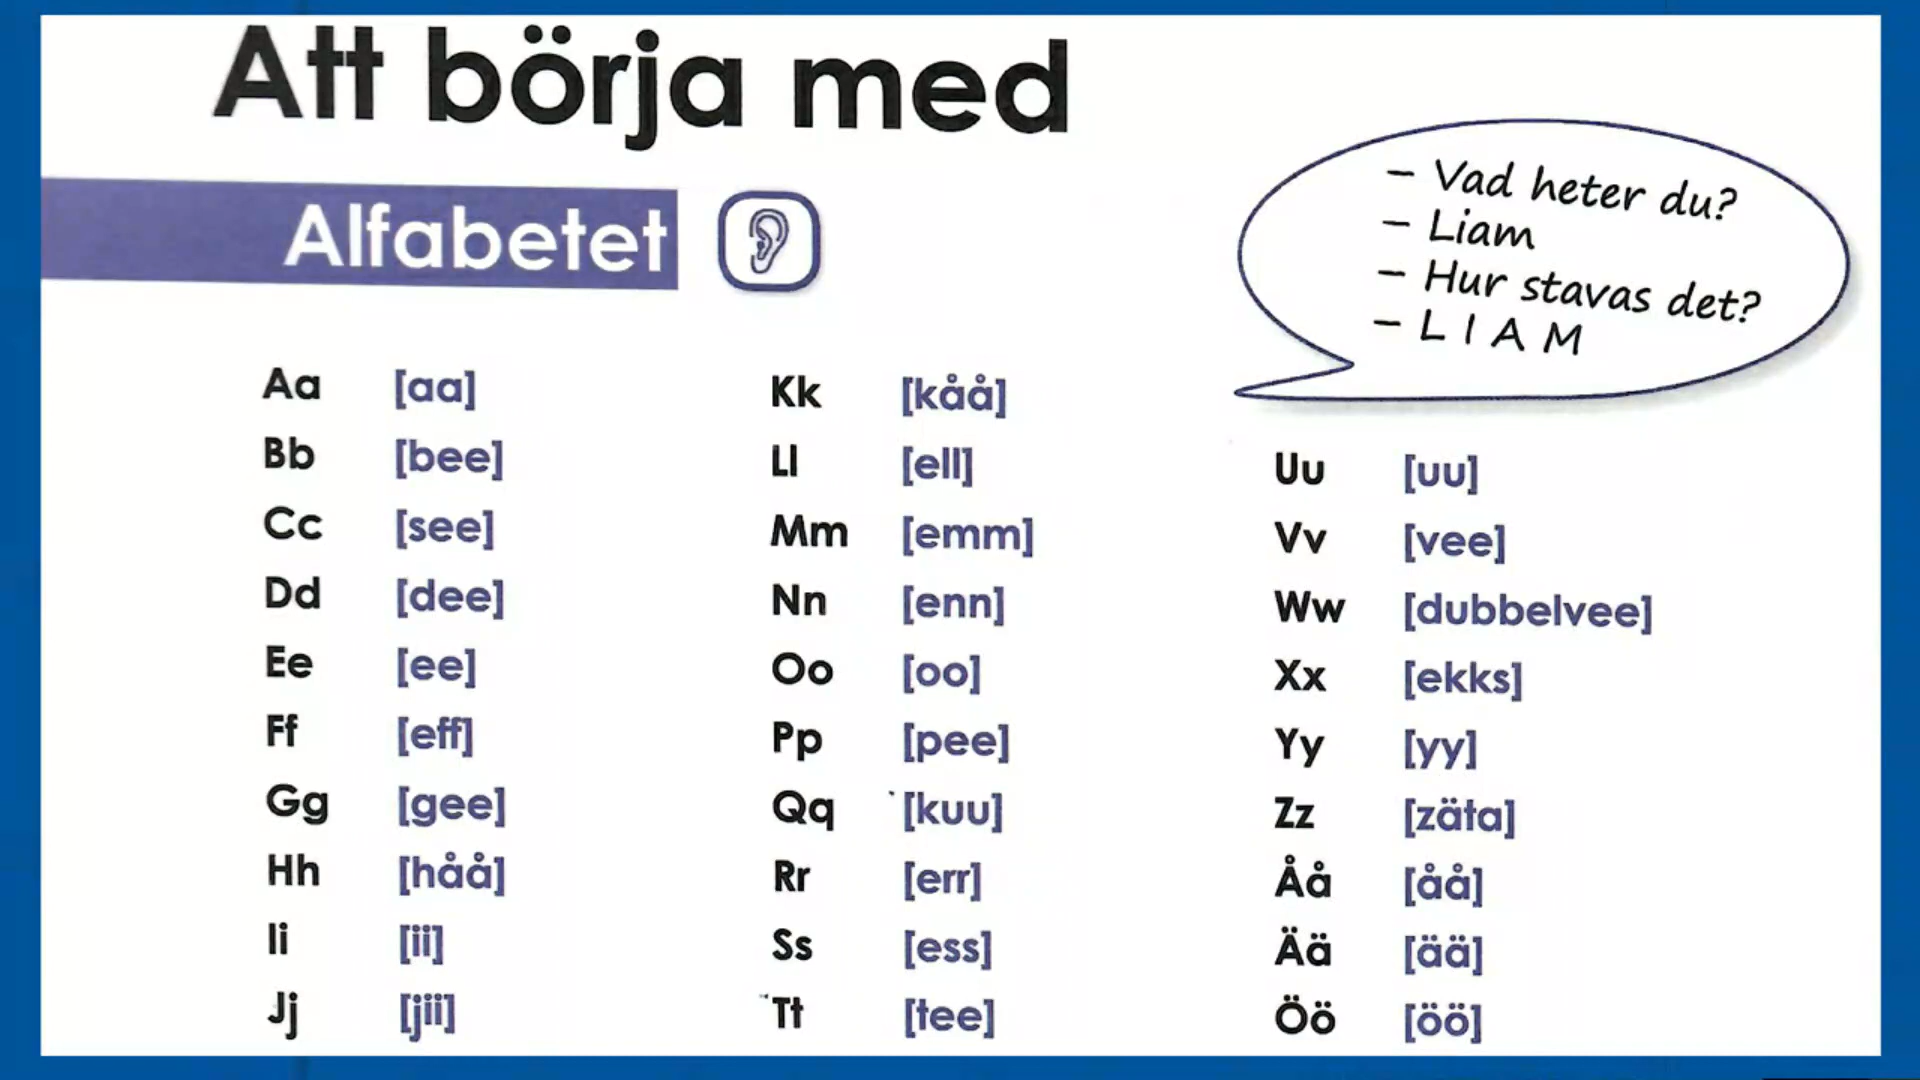 Att börja med
Alfabetet
– Vad heter du?
– Liam
– Hur stavas det?
– L I A M
Aa [aa]
Bb [bee]
Cc [see]
Dd [dee]
Ee [ee]
Ff [eff]
Gg [gee]
Hh [håå]
Ii [ii]
Jj [jii]
Kk [kåå]
Ll [ell]
Mm [emm]
Nn [enn]
Oo [oo]
Pp [pee]
Qq [kuu]
Rr [err]
Ss [ess]
Tt [tee]
Uu [uu]
Vv [vee]
Ww [dubbelvee]
Xx [ekks]
Yy [yy]
Zz [zäta]
Åå [åå]
Ää [ää]
Öö [öö]